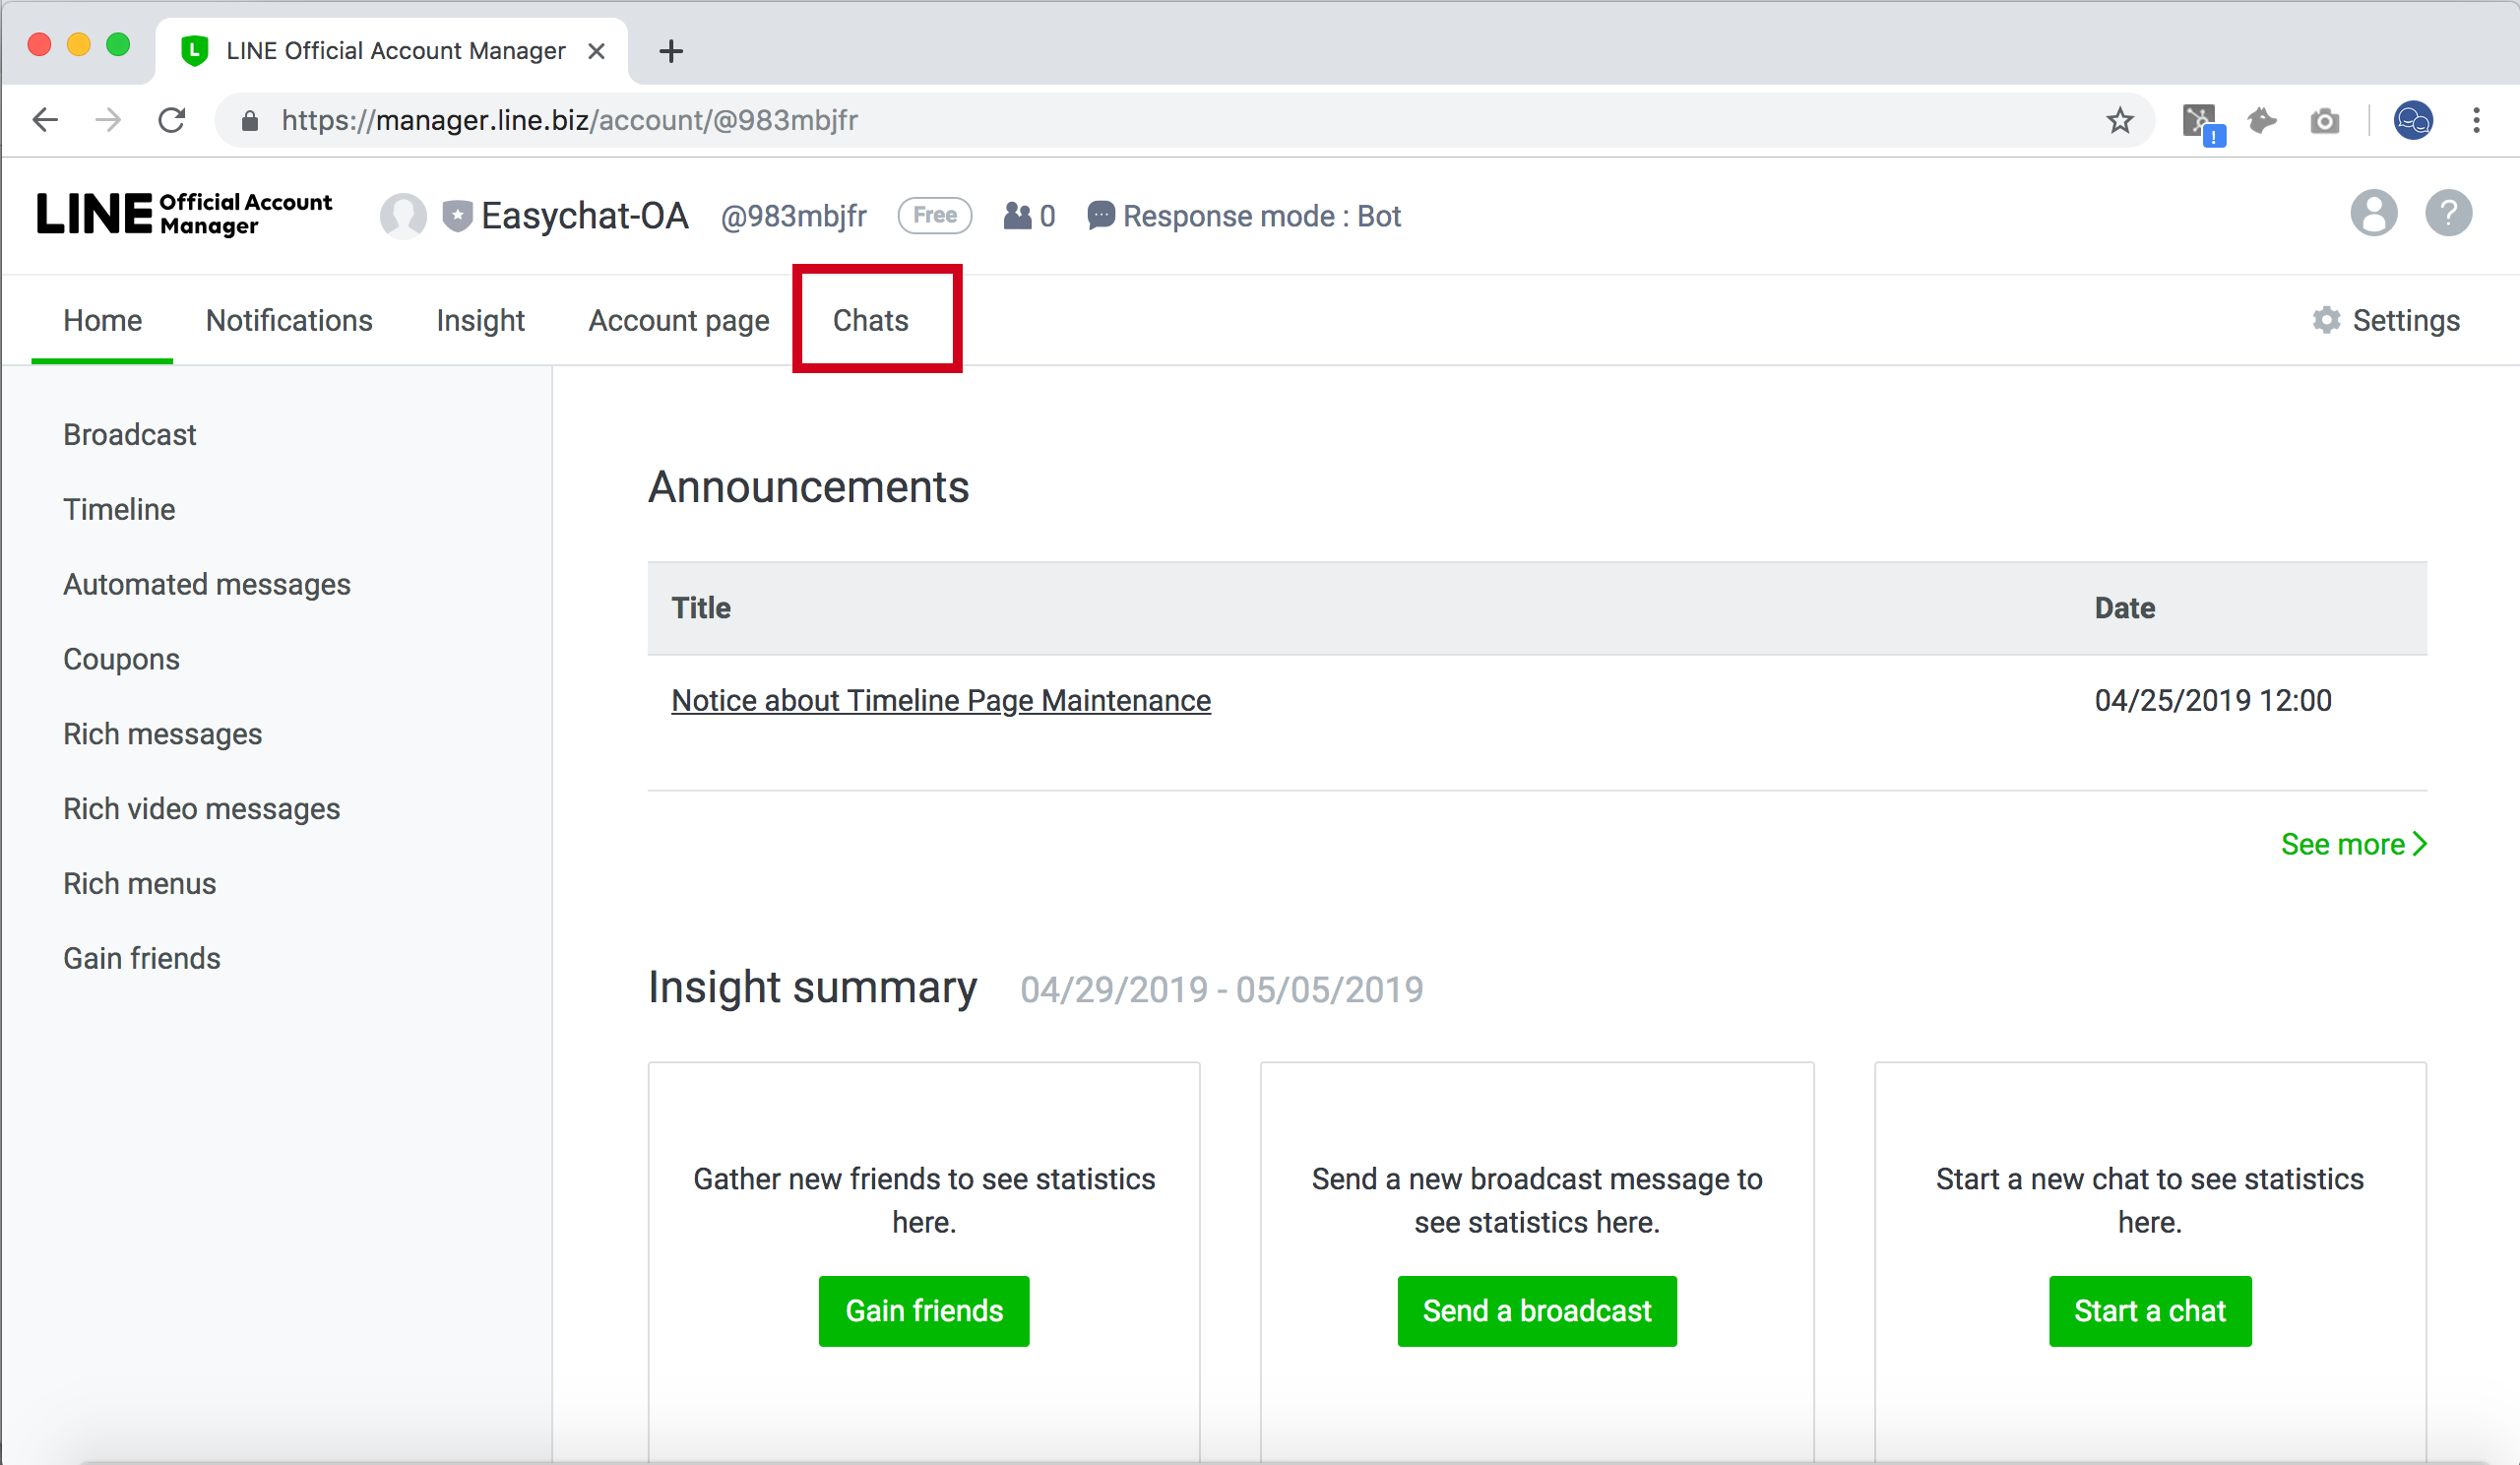 LINE Official Account Manager
https://manager.line.biz/account/@983mbjfr
LINE Official Account Manager
Easychat-OA @983mbjfr Free 0 Response mode : Bot
Home Notifications Insight Account page Chats Settings
Broadcast
Timeline
Automated messages
Coupons
Rich messages
Rich video messages
Rich menus
Gain friends
Announcements
Title Date
Notice about Timeline Page Maintenance 04/25/2019 12:00
See more
Insight summary 04/29/2019 - 05/05/2019
Gather new friends to see statistics
here.
Gain friends
Send a new broadcast message to
see statistics here.
Send a broadcast
Start a new chat to see statistics
here.
Start a chat